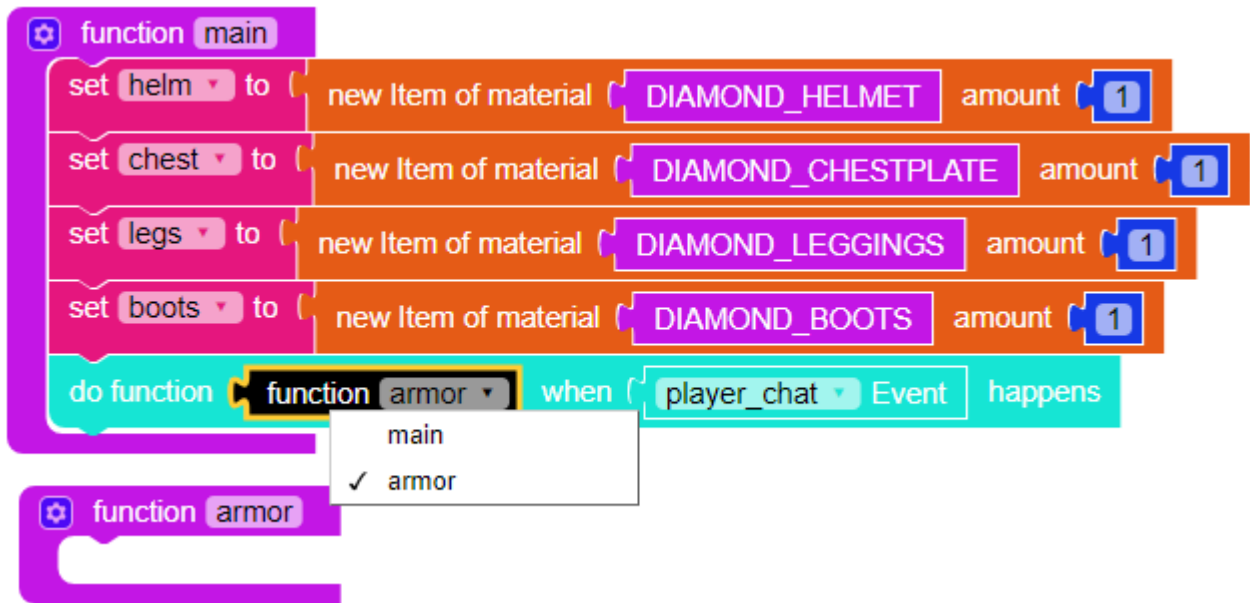 function main
set helm to new Item of material DIAMOND_HELMET amount 1
set chest to new Item of material DIAMOND_CHESTPLATE amount 1
set legs to new Item of material DIAMOND_LEGGINGS amount 1
set boots to new Item of material DIAMOND_BOOTS amount 1
do function function armor when player_chat Event happens
main
✓ armor
function armor